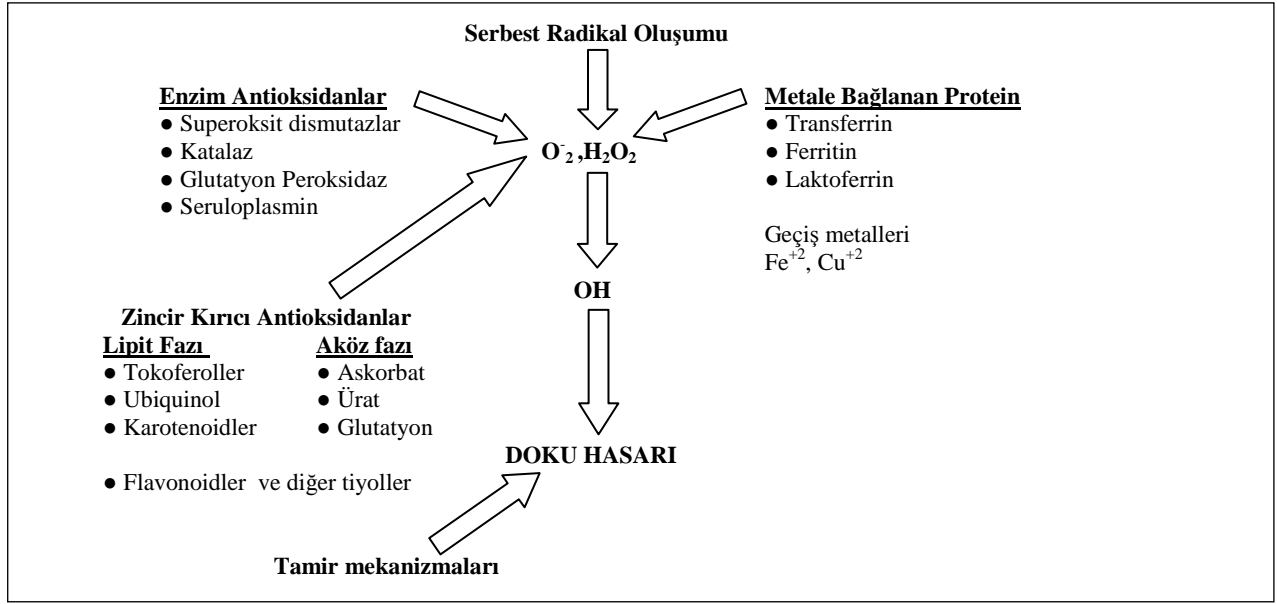 Serbest Radikal Oluşumu
Enzim Antioksidanlar
● Superoksit dismutazlar
● Katalaz
● Glutatyon Peroksidaz
● Seruloplasmin
Metale Bağlanan Protein
● Transferrin
● Ferritin
● Laktoferrin
Geçiş metalleri
Fe⁺², Cu⁺²
O⁻₂ ,H₂O₂
OH
Zincir Kırıcı Antioksidanlar
Lipit Fazı
● Tokoferoller
● Ubiquinol
● Karotenoidler
Aköz fazı
● Askorbat
● Ürat
● Glutatyon
● Flavonoidler ve diğer tiyoller
DOKU HASARI
Tamir mekanizmaları